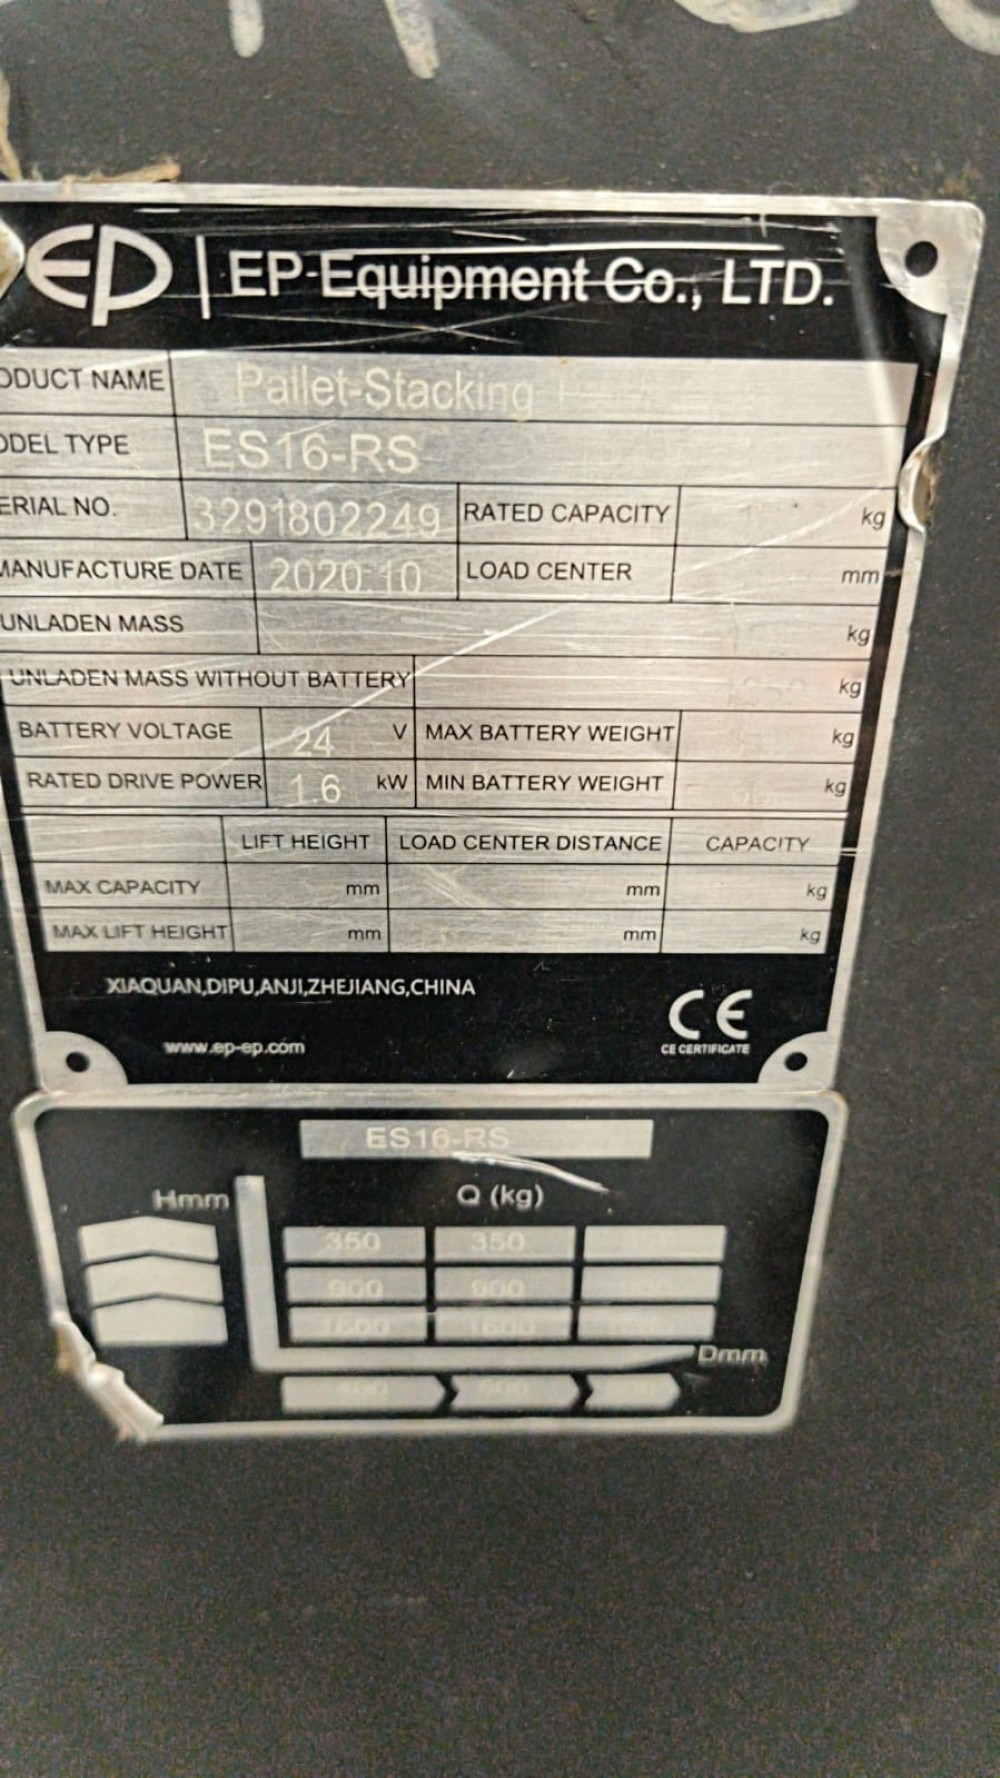 EP | EP-Equipment Co., LTD.
ODUCT NAME Pallet-Stacking
ODEL TYPE ES16-RS
ERIAL NO. 3291802249 RATED CAPACITY kg
MANUFACTURE DATE 2020.10 LOAD CENTER mm
UNLADEN MASS kg
UNLADEN MASS WITHOUT BATTERY kg
BATTERY VOLTAGE 24 V MAX BATTERY WEIGHT kg
RATED DRIVE POWER 1.6 kW MIN BATTERY WEIGHT kg
LIFT HEIGHT LOAD CENTER DISTANCE CAPACITY
MAX CAPACITY mm mm kg
MAX LIFT HEIGHT mm mm kg
XIAQUAN,DIPU,ANJI,ZHEJIANG,CHINA
CE
www.ep-ep.com CE CERTIFICATE
ES16-RS
Hmm Q (kg)
350 350
900 900
1600 1600
Dmm